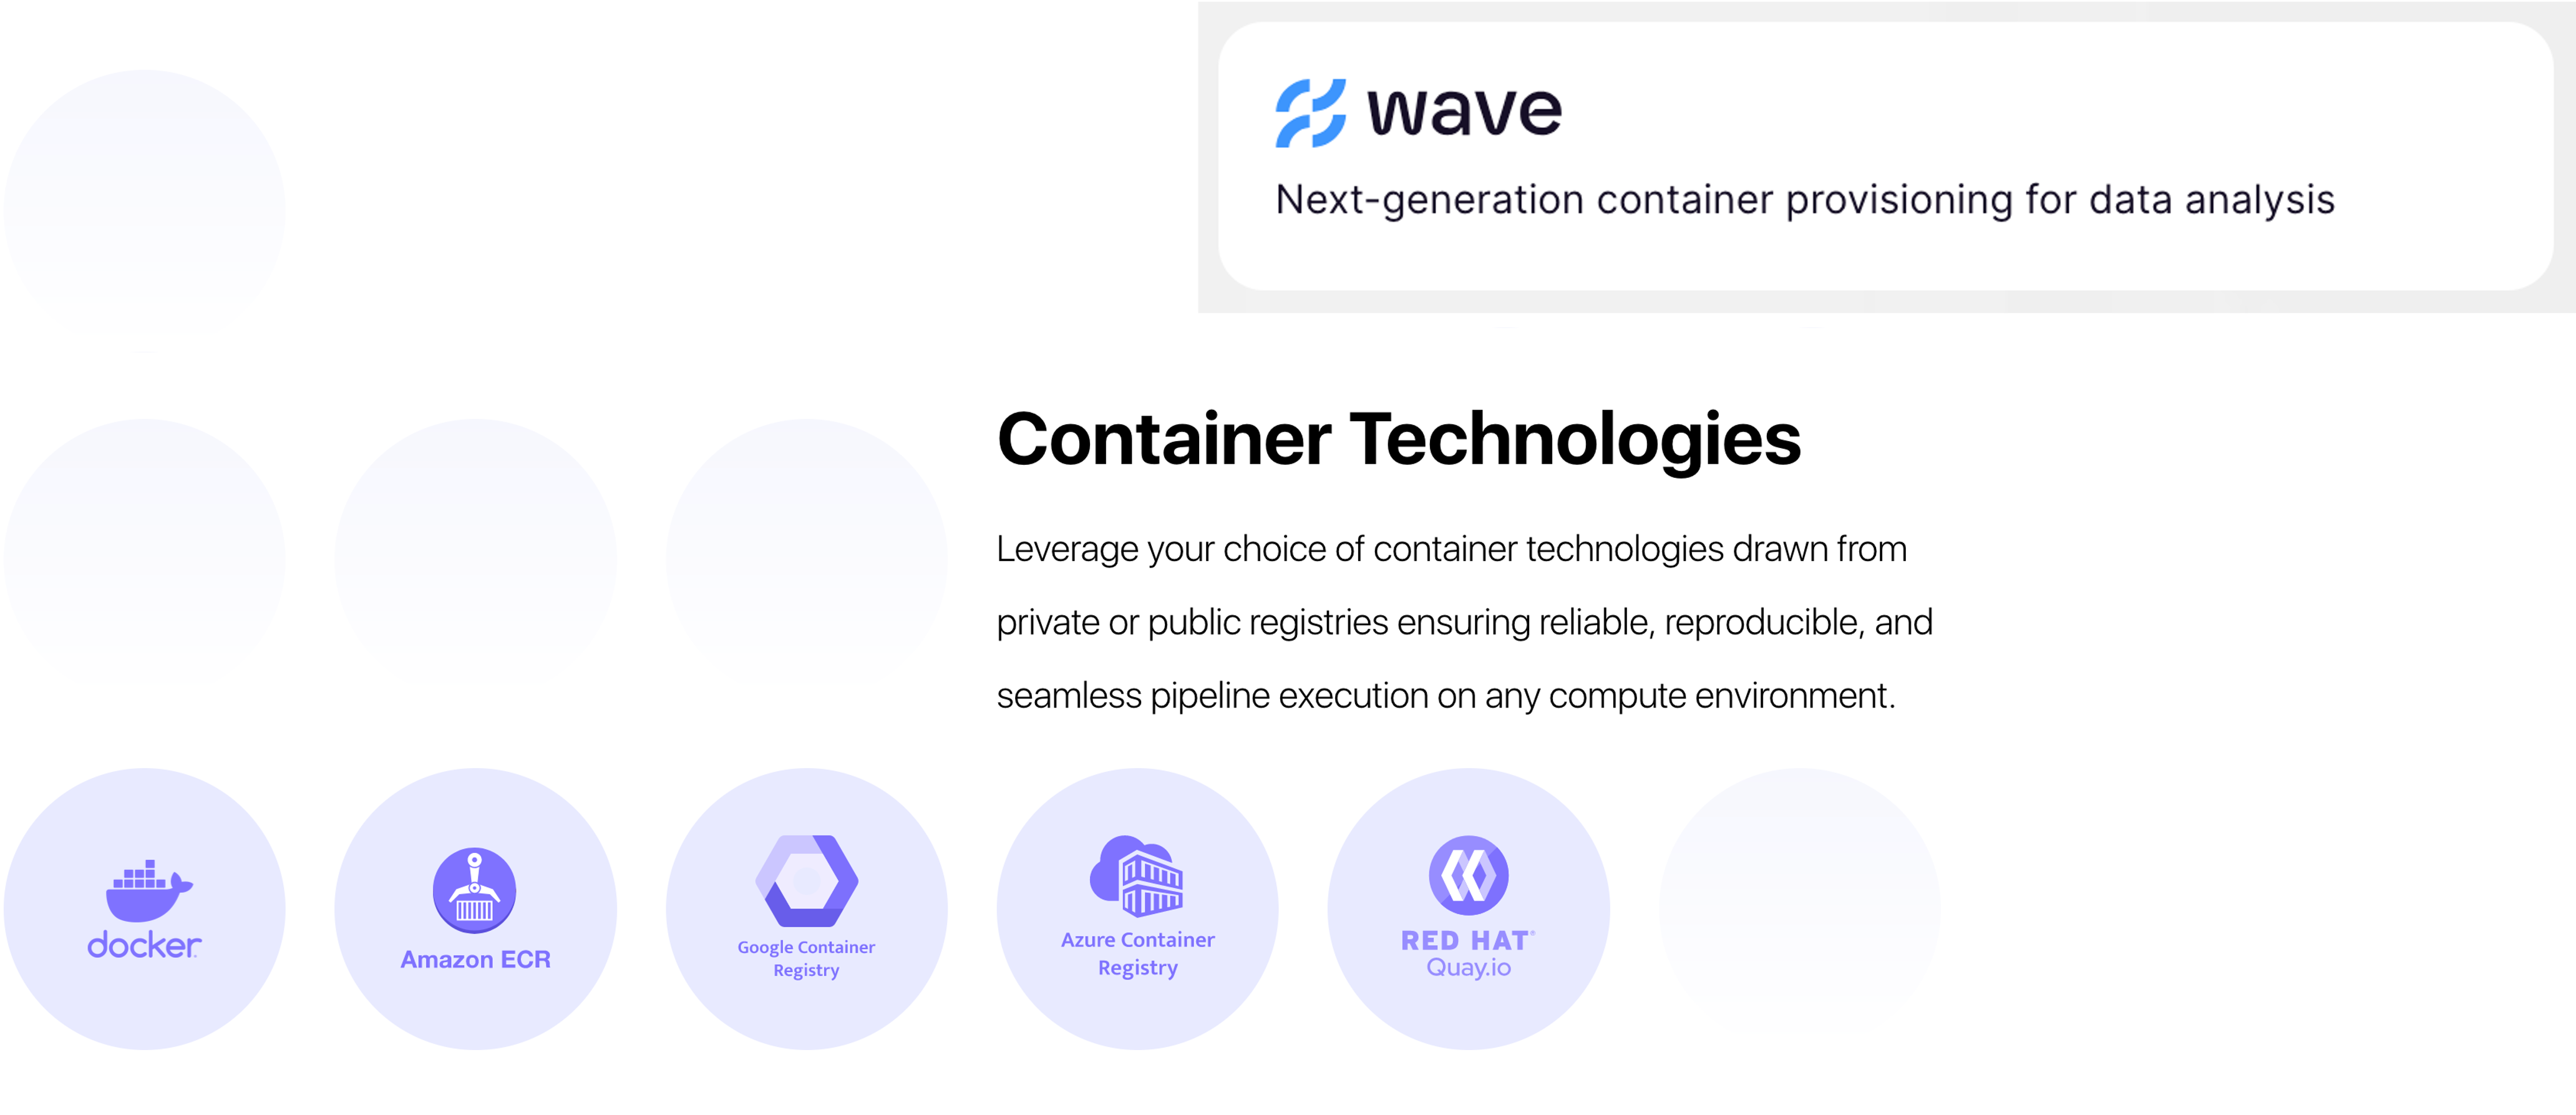 wave
Next-generation container provisioning for data analysis
Container Technologies
Leverage your choice of container technologies drawn from
private or public registries ensuring reliable, reproducible, and
seamless pipeline execution on any compute environment.
docker
Amazon ECR
Google Container
Registry
Azure Container
Registry
RED HAT®
Quay.io